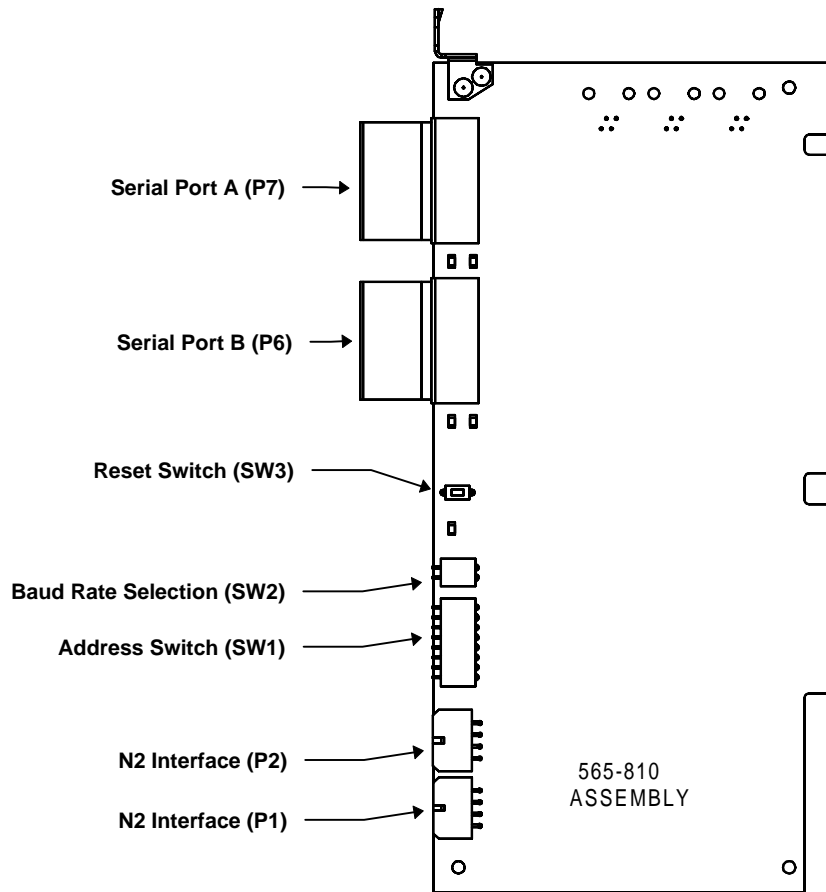 Serial Port A (P7)
Serial Port B (P6)
Reset Switch (SW3)
Baud Rate Selection (SW2)
Address Switch (SW1)
N2 Interface (P2)
N2 Interface (P1)
565-810
ASSEMBLY